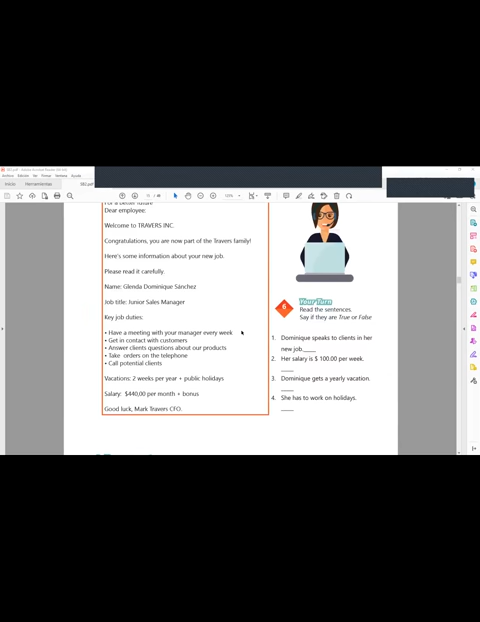 Archivo Edición Ver Firmar Ventana Ayuda
Inicio Herramientas
For a better future
Dear employee:
Welcome to TRAVERS INC.
Congratulations, you are now part of the Travers family!
Here's some information about your new job.
Please read it carefully.
Name: Glenda Dominique Sánchez
Job title: Junior Sales Manager
Key job duties:
• Have a meeting with your manager every week
• Get in contact with customers
• Answer clients questions about our products
• Take orders on the telephone
• Call potential clients
Vacations: 2 weeks per year + public holidays
Salary: $440,00 per month + bonus
Good luck, Mark Travers CFO.
6
Your Turn
Read the sentences.
Say if they are True or False
1. Dominique speaks to clients in her
new job._____
2. Her salary is $ 100.00 per week.
_____
3. Dominique gets a yearly vacation.
_____
4. She has to work on holidays.
_____